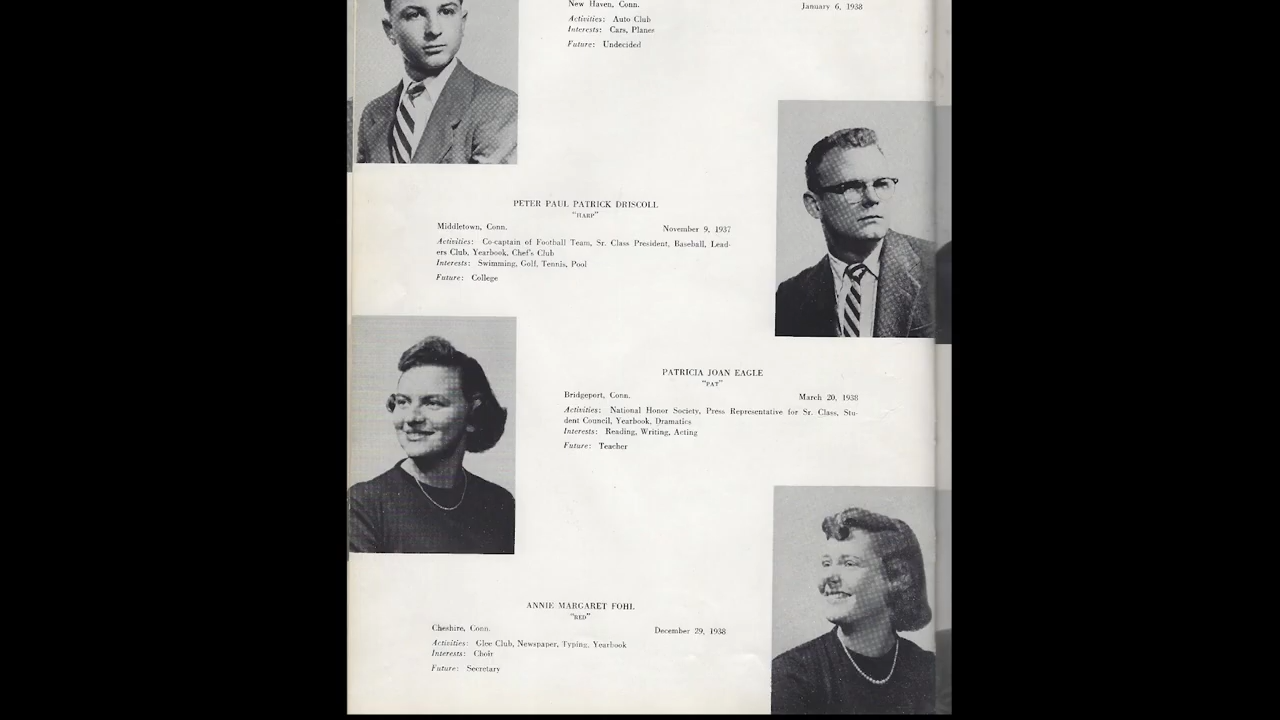 New Haven, Conn. January 6, 1938
Activities: Auto Club
Interests: Cars, Planes
Future: Undecided
PETER PAUL PATRICK DRISCOLL
"HARP"
Middletown, Conn. November 9, 1937
Activities: Co-captain of Football Team, Sr. Class President, Baseball, Lead-
ers Club, Yearbook, Chef's Club
Interests: Swimming, Golf, Tennis, Pool
Future: College
PATRICIA JOAN EAGLE
"PAT"
Bridgeport, Conn. March 20, 1938
Activities: National Honor Society, Press Representative for Sr. Class, Stu-
dent Council, Yearbook, Dramatics
Interests: Reading, Writing, Acting
Future: Teacher
ANNIE MARGARET FOHL
"RED"
Cheshire, Conn. December 29, 1938
Activities: Glee Club, Newspaper, Typing, Yearbook
Interests: Choir
Future: Secretary